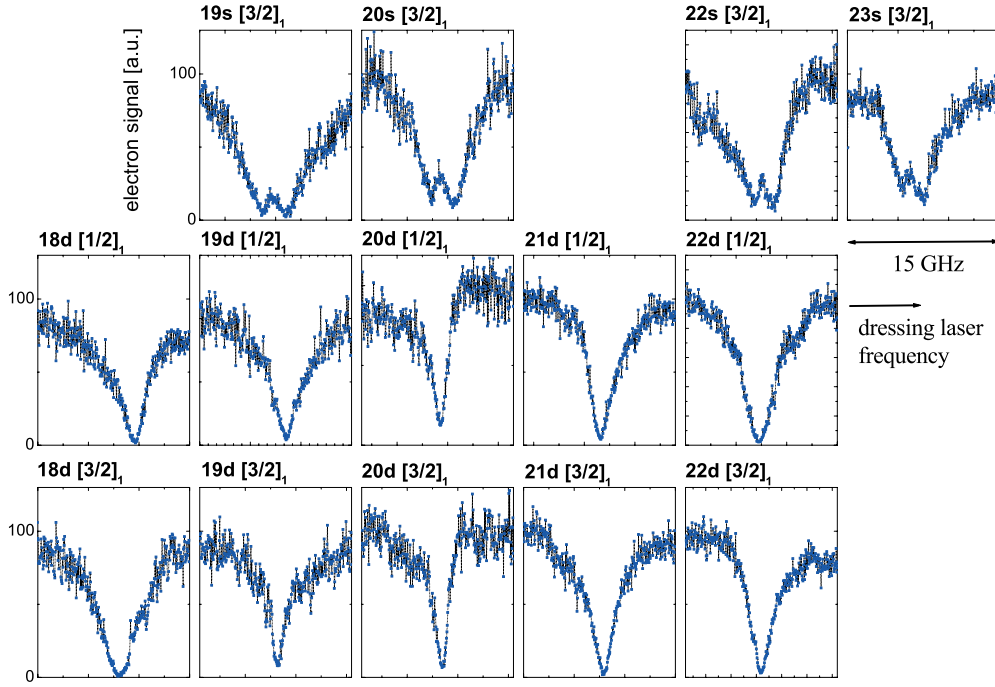 19s [3/2]₁ 20s [3/2]₁ 22s [3/2]₁ 23s [3/2]₁
electron signal [a.u.]
100
0
18d [1/2]₁ 19d [1/2]₁ 20d [1/2]₁ 21d [1/2]₁ 22d [1/2]₁
15 GHz
100
dressing laser
frequency
0
18d [3/2]₁ 19d [3/2]₁ 20d [3/2]₁ 21d [3/2]₁ 22d [3/2]₁
100
0